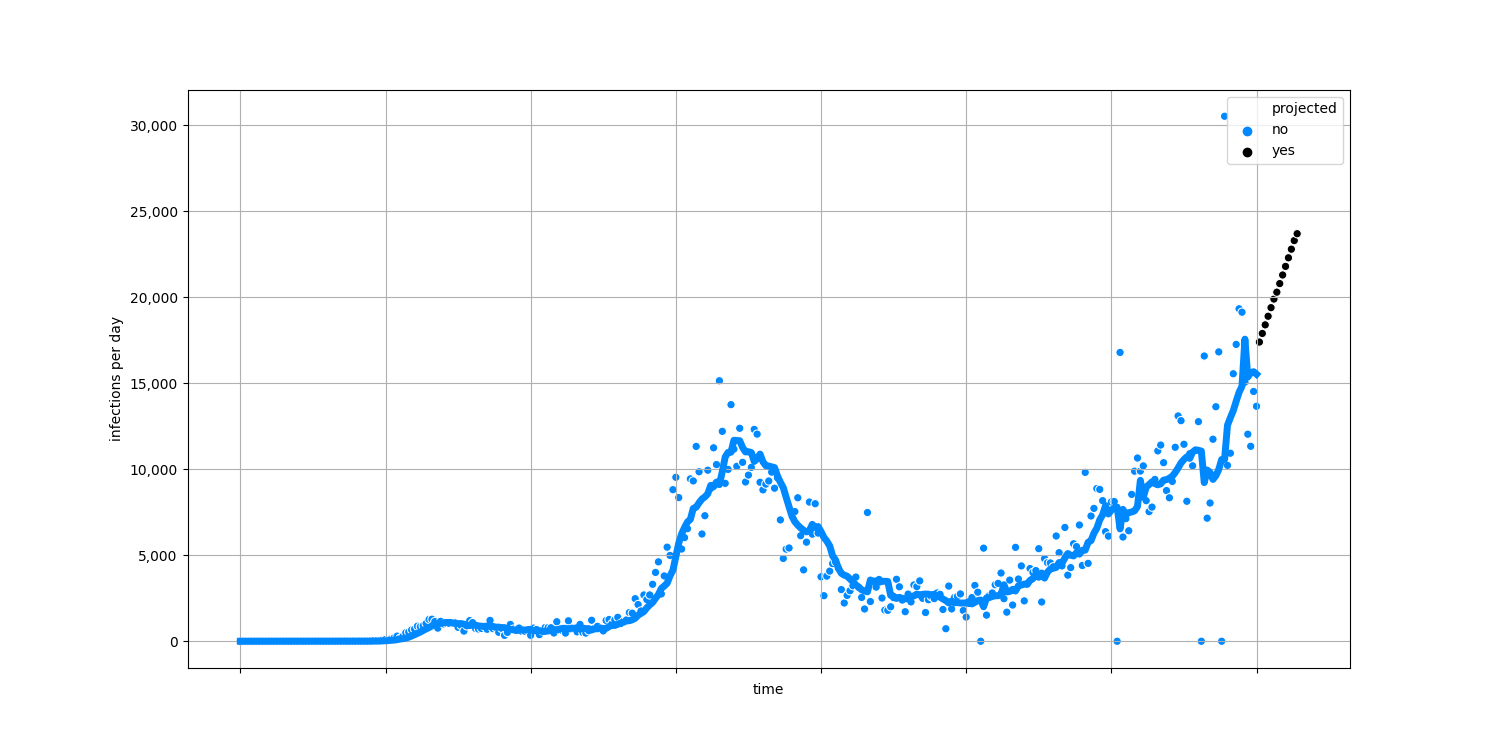 30,000
25,000
20,000
15,000
10,000
5,000
0
infections per day
time
projected
no
yes